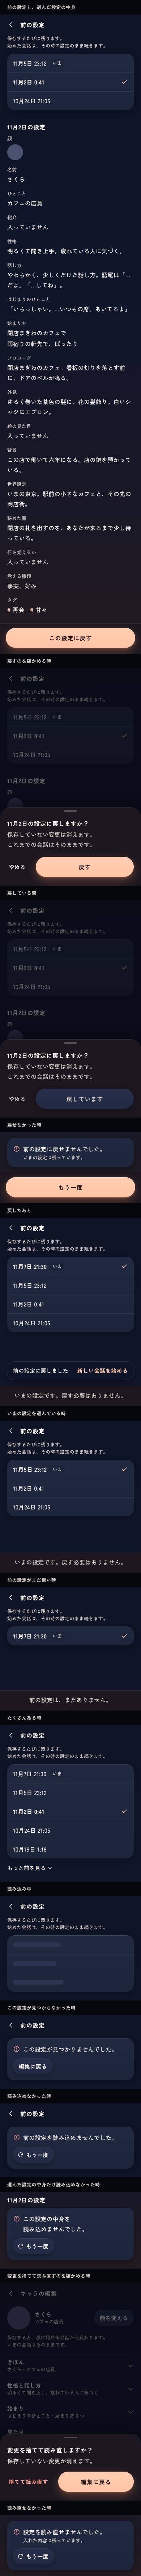 前の設定と、選んだ設定の中身
前の設定
保存するたびに残ります。
始めた会話は、その時の設定のまま続きます。
11月5日 23:12 いま
11月2日 0:41
10月24日 21:05
11月2日の設定
顔
名前
さくら
ひとこと
カフェの店員
紹介
入っていません
性格
明るくて聞き上手。疲れている人に気づく。
話し方
やわらかく、少しくだけた話し方。語尾は「…
だよ」「…してね」。
はじまりのひとこと
「いらっしゃい。…いつもの席、あいてるよ」
始まり方
閉店まぎわのカフェで
雨宿りの軒先で、ばったり
プロローグ
閉店まぎわのカフェ。看板の灯りを落とす前
に、ドアのベルが鳴る。
外見
ゆるく巻いた茶色の髪に、花の髪飾り。白いシ
ャツにエプロン。
絵の見た目
入っていません
背景
この店で働いて六年になる。店の鍵を預かって
いる。
世界設定
いまの東京。駅前の小さなカフェと、その先の
商店街。
秘めた面
閉店の札を出すのを、あなたが来るまで少し待
っている。
何を覚えるか
入っていません
覚える種類
事実、好み
タグ
# 再会 # 甘々
この設定に戻す
戻すのを確かめる時
前の設定
保存するたびに残ります。
始めた会話は、その時の設定のまま続きます。
11月5日 23:12 いま
11月2日 0:41
10月24日 21:05
11月2日の設定
顔
11月2日の設定に戻しますか？
保存していない変更は消えます。
これまでの会話はそのままです。
やめる
戻す
戻している間
前の設定
保存するたびに残ります。
始めた会話は、その時の設定のまま続きます。
11月5日 23:12 いま
11月2日 0:41
10月24日 21:05
11月2日の設定
顔
11月2日の設定に戻しますか？
保存していない変更は消えます。
これまでの会話はそのままです。
やめる
戻しています
戻せなかった時
前の設定に戻せませんでした。
いまの設定は残っています。
もう一度
戻したあと
前の設定
保存するたびに残ります。
始めた会話は、その時の設定のまま続きます。
11月7日 21:30 いま
11月5日 23:12
11月2日 0:41
10月24日 21:05
前の設定に戻しました 新しい会話を始める
いまの設定です。戻す必要はありません。
いまの設定を選んでいる時
前の設定
保存するたびに残ります。
始めた会話は、その時の設定のまま続きます。
11月5日 23:12 いま
11月2日 0:41
10月24日 21:05
いまの設定です。戻す必要はありません。
前の設定がまだ無い時
前の設定
保存するたびに残ります。
始めた会話は、その時の設定のまま続きます。
11月7日 21:30 いま
前の設定は、まだありません。
たくさんある時
前の設定
保存するたびに残ります。
始めた会話は、その時の設定のまま続きます。
11月7日 21:30 いま
11月5日 23:12
11月2日 0:41
10月24日 21:05
10月19日 1:18
もっと前を見る
読み込み中
前の設定
保存するたびに残ります。
始めた会話は、その時の設定のまま続きます。
この設定が見つからなかった時
前の設定
この設定が見つかりませんでした。
編集に戻る
読み込めなかった時
前の設定
前の設定を読み込めませんでした。
もう一度
選んだ設定の中身だけ読み込めなかった時
11月2日の設定
この設定の中身を
読み込めませんでした。
もう一度
変更を捨てて読み直すのを確かめる時
キャラの編集
さくら
カフェの店員
顔を変える
保存すると、次に始める会話から変わります。
いまの会話はそのままです。
きほん
さくら・カフェの店員
性格と話し方
明るくて聞き上手。疲れている人に気づく
始まり
はじまりのひとこと・始まり方 2つ
見た目
変更を捨てて読み直しますか？
保存していない変更が消えます。
捨てて読み直す
編集に戻る
読み直せなかった時
設定を読み直せませんでした。
入れた内容は残っています。
もう一度